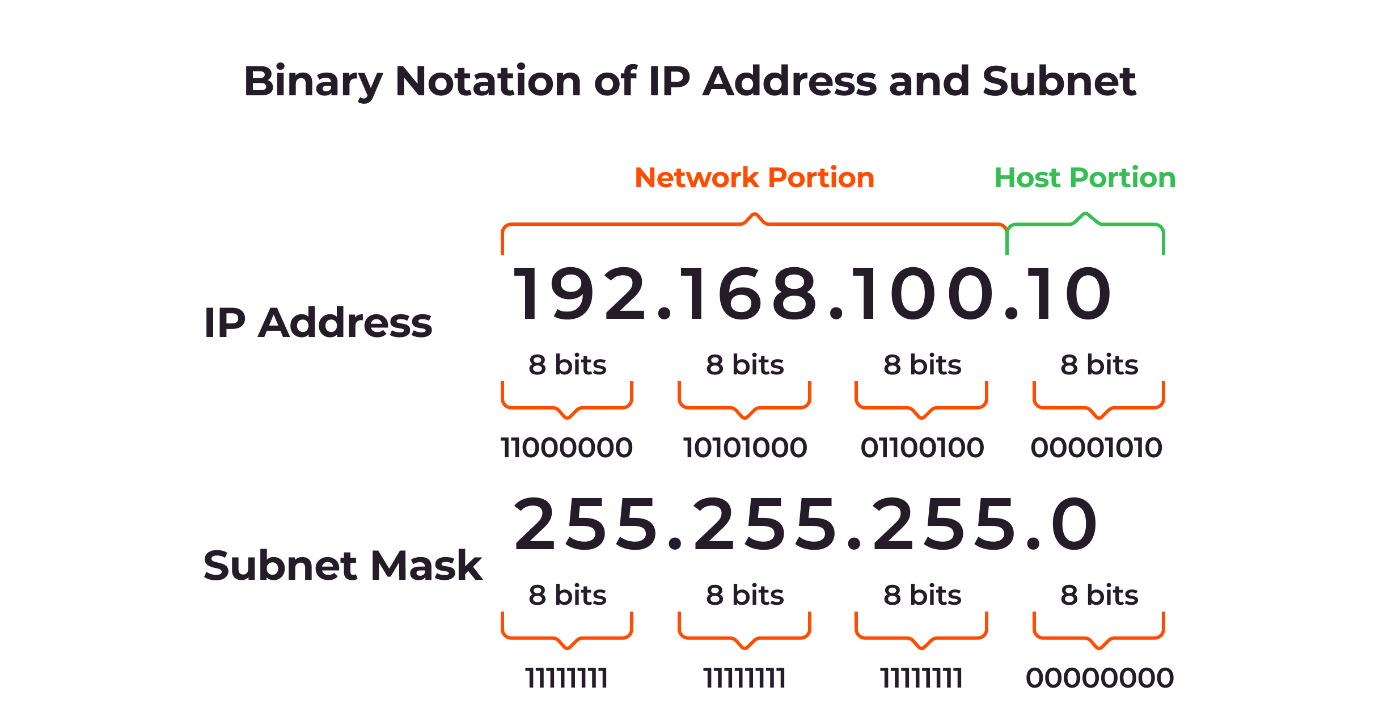 Binary Notation of IP Address and Subnet
Network Portion Host Portion
192.168.100.10
IP Address
8 bits 8 bits 8 bits 8 bits
11000000 10101000 01100100 00001010
255.255.255.0
Subnet Mask
8 bits 8 bits 8 bits 8 bits
11111111 11111111 11111111 00000000